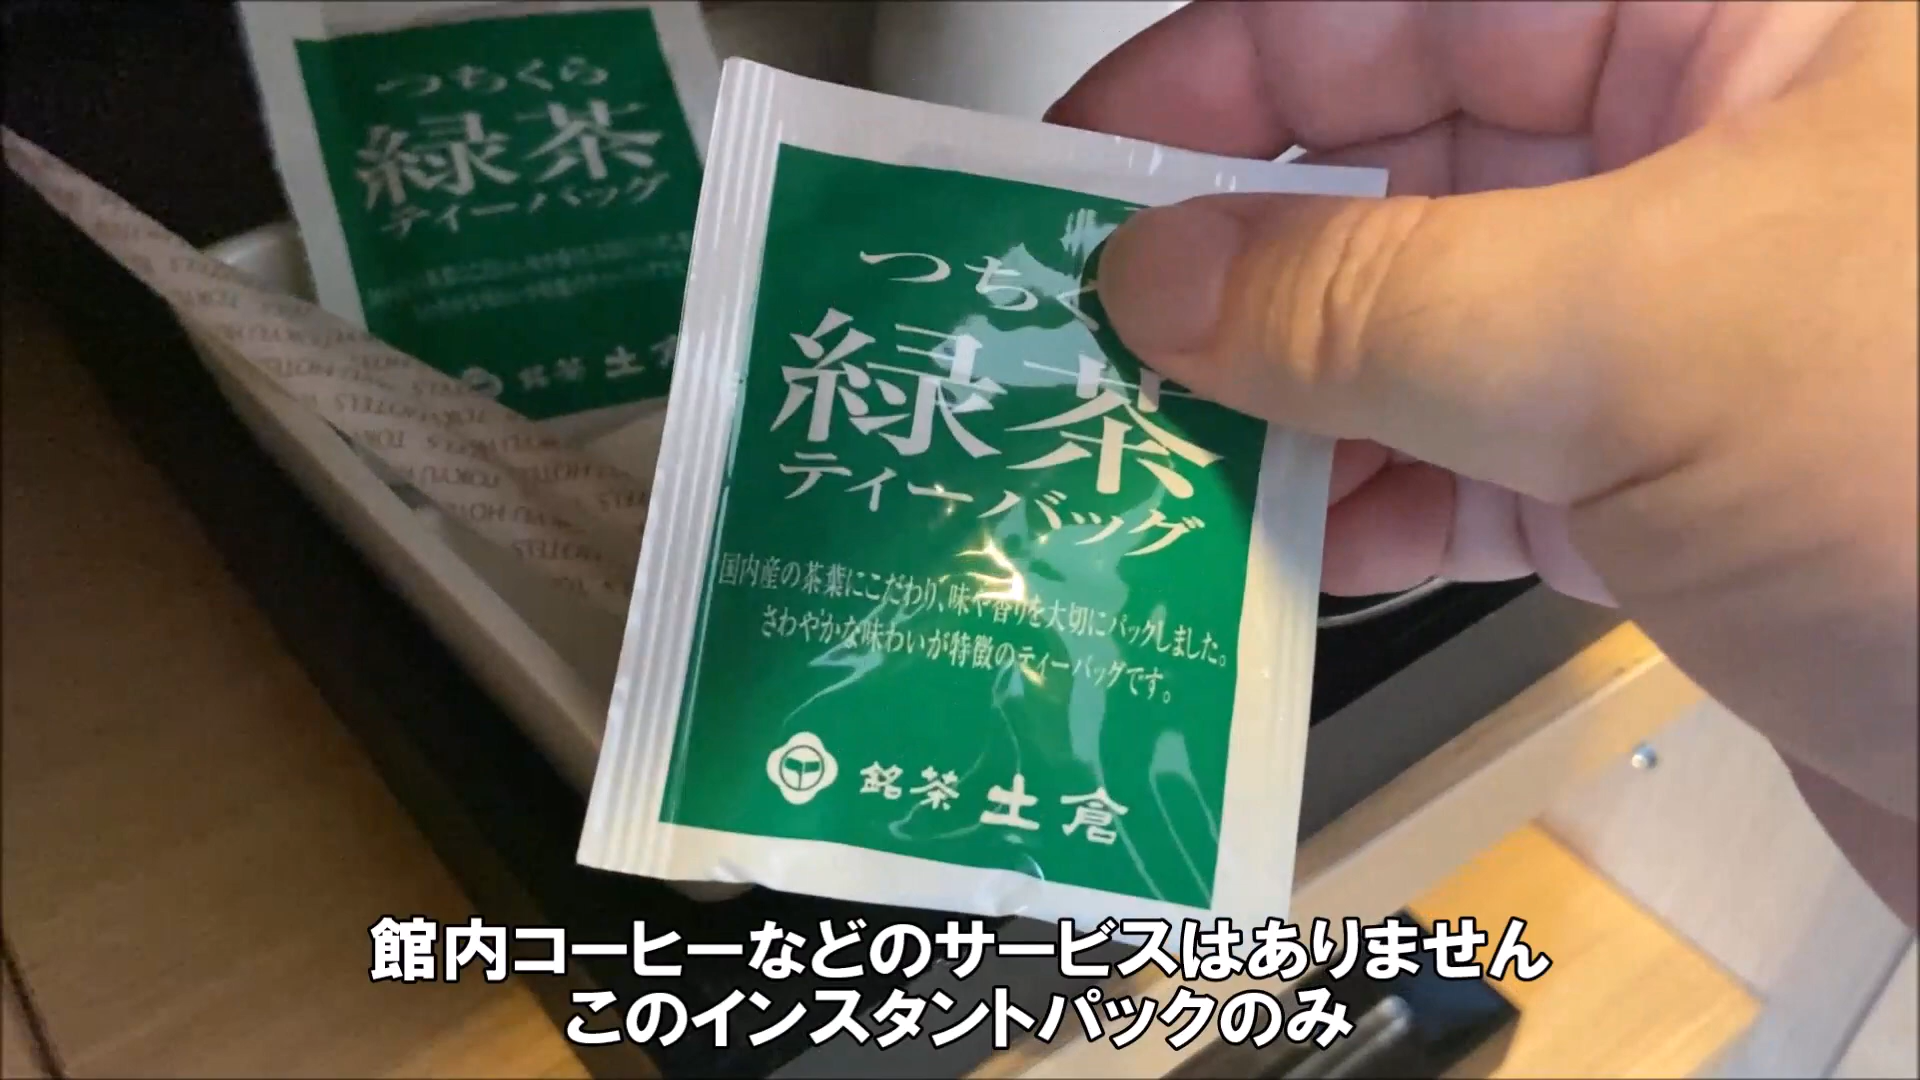 つちくら
緑茶
ティーバッグ
銘茶 土倉
つちく
緑茶
ティーバッグ
国内産の茶葉にこだわり、味や香りを大切にパックしました。
さわやかな味わいが特徴のティーバッグです。
銘茶 土倉
館内コーヒーなどのサービスはありません
このインスタントパックのみ